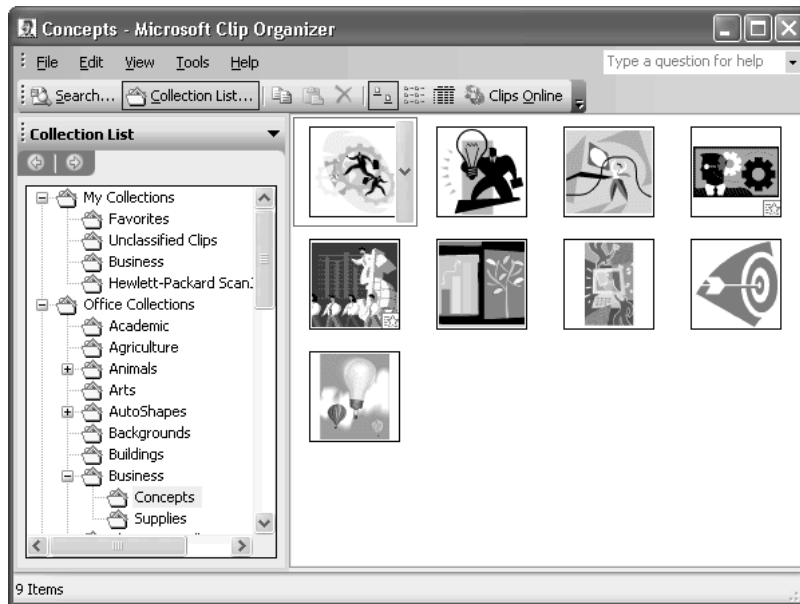 Concepts - Microsoft Clip Organizer
File Edit View Tools Help
Type a question for help
Search... Collection List... Clips Online
Collection List
My Collections
Favorites
Unclassified Clips
Business
Hewlett-Packard ScanJ
Office Collections
Academic
Agriculture
Animals
Arts
AutoShapes
Backgrounds
Buildings
Business
Concepts
Supplies
9 Items